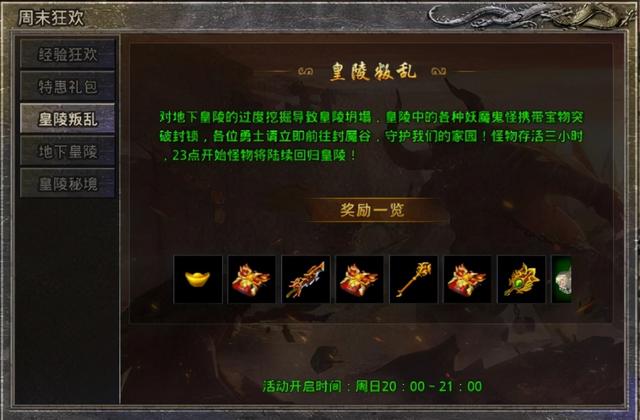 周末狂欢
经验狂欢
特惠礼包
皇陵叛乱
地下皇陵
皇陵秘境
皇陵叛乱
对地下皇陵的过度挖掘导致皇陵坍塌，皇陵中的各种妖魔鬼怪携带宝物突
破封锁，各位勇士请立即前往封魔谷，守护我们的家园！怪物存活三小时
，23点开始怪物将陆续回归皇陵！
奖励一览
活动开启时间：周日20：00-21：00